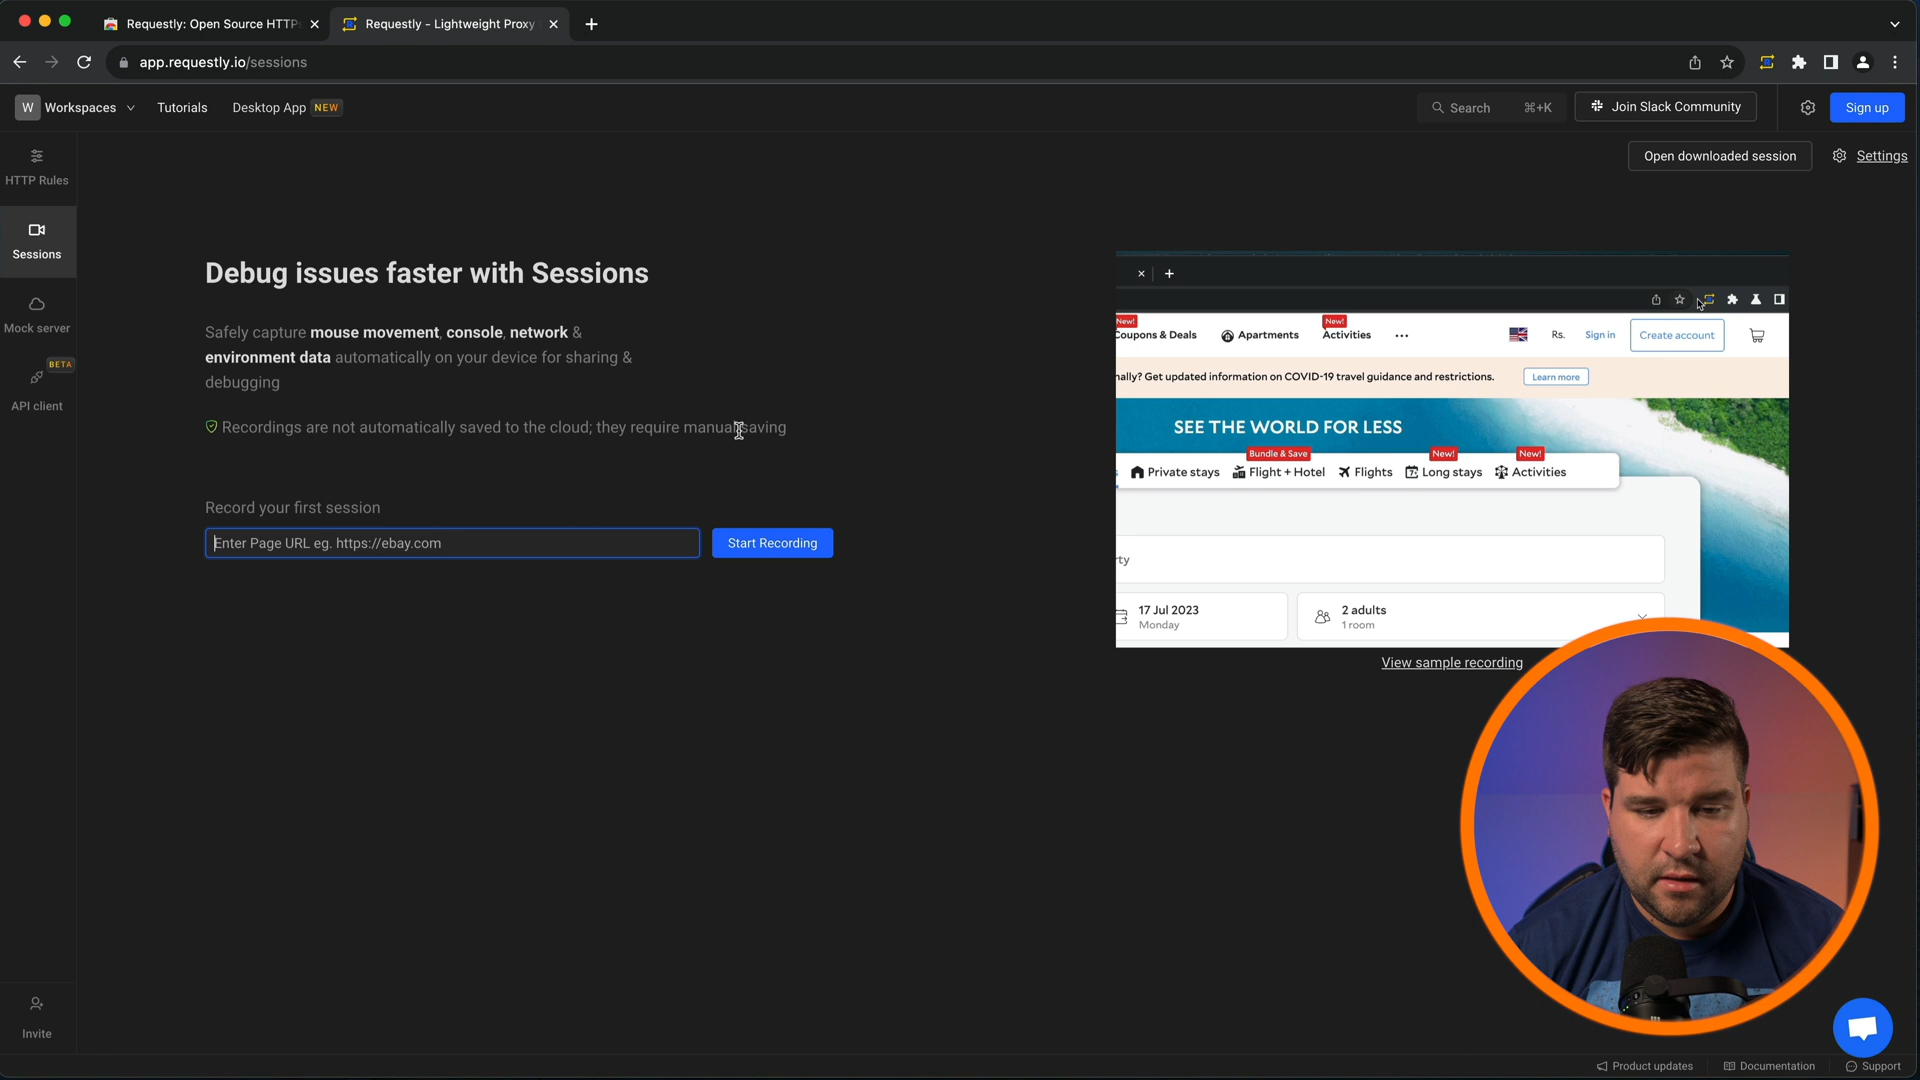 Requestly: Open Source HTTP
Requestly - Lightweight Proxy
app.requestly.io/sessions
W Workspaces
Tutorials
Desktop App NEW
Search ⌘+K
Join Slack Community
Sign up
HTTP Rules
Sessions
Mock server
BETA
API client
Invite
Open downloaded session
Settings
Debug issues faster with Sessions
Safely capture mouse movement, console, network &
environment data automatically on your device for sharing &
debugging
Recordings are not automatically saved to the cloud; they require manual saving
Record your first session
Enter Page URL eg. https://ebay.com
Start Recording
New!
Coupons & Deals
Apartments
New!
Activities
Rs.
Sign in
Create account
nally? Get updated information on COVID-19 travel guidance and restrictions.
Learn more
SEE THE WORLD FOR LESS
Private stays
Bundle & Save
Flight + Hotel
Flights
New!
Long stays
New!
Activities
rty
17 Jul 2023
Monday
2 adults
1 room
View sample recording
Product updates
Documentation
Support